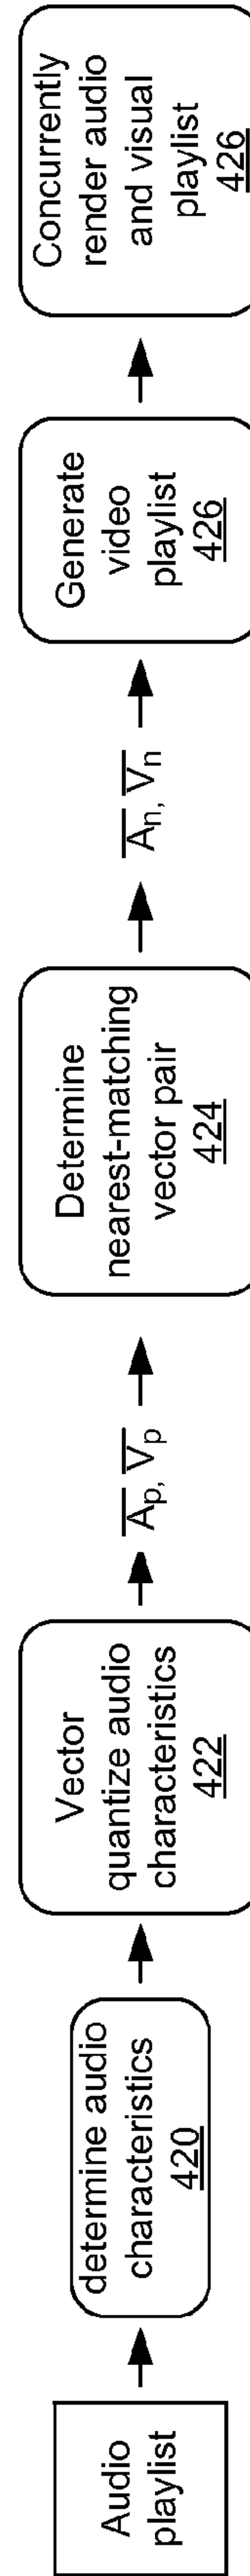 Audio
playlist
determine audio
characteristics
420
Vector
quantize audio
characteristics
422
A̅p, V̅p
Determine
nearest-matching
vector pair
424
A̅n, V̅n
Generate
video
playlist
426
Concurrently
render audio
and visual
playlist
426